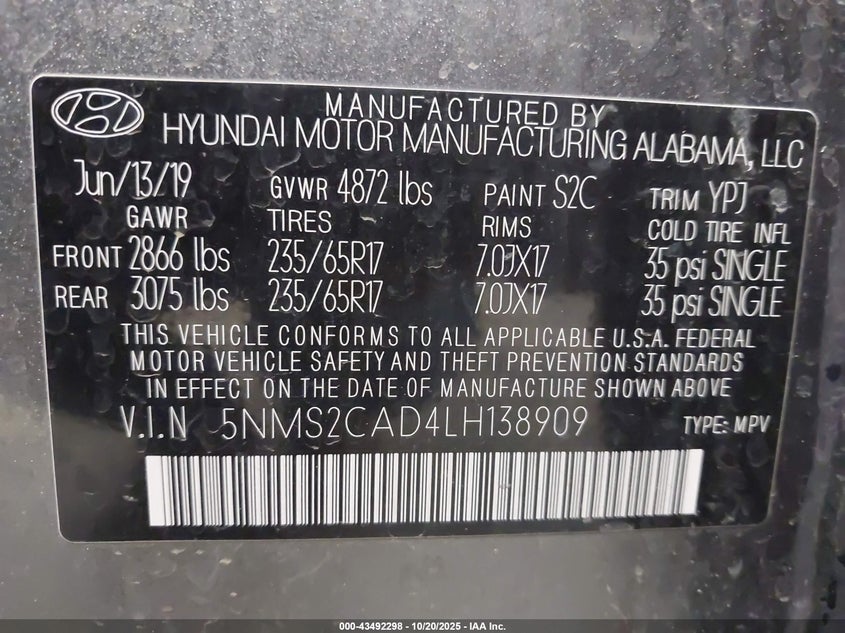 MANUFACTURED BY
HYUNDAI MOTOR MANUFACTURING ALABAMA, LLC
Jun/13/19 GVWR 4872 lbs PAINT S2C TRIM YPJ
GAWR TIRES RIMS COLD TIRE INFL
FRONT 2866 lbs 235/65R17 7.0JX17 35 psi SINGLE
REAR 3075 lbs 235/65R17 7.0JX17 35 psi SINGLE
THIS VEHICLE CONFORMS TO ALL APPLICABLE U.S.A. FEDERAL
MOTOR VEHICLE SAFETY AND THEFT PREVENTION STANDARDS
IN EFFECT ON THE DATE OF MANUFACTURE SHOWN ABOVE
V.I.N 5NMS2CAD4LH138909 TYPE: MPV
000-43492298 - 10/20/2025 - IAA Inc.